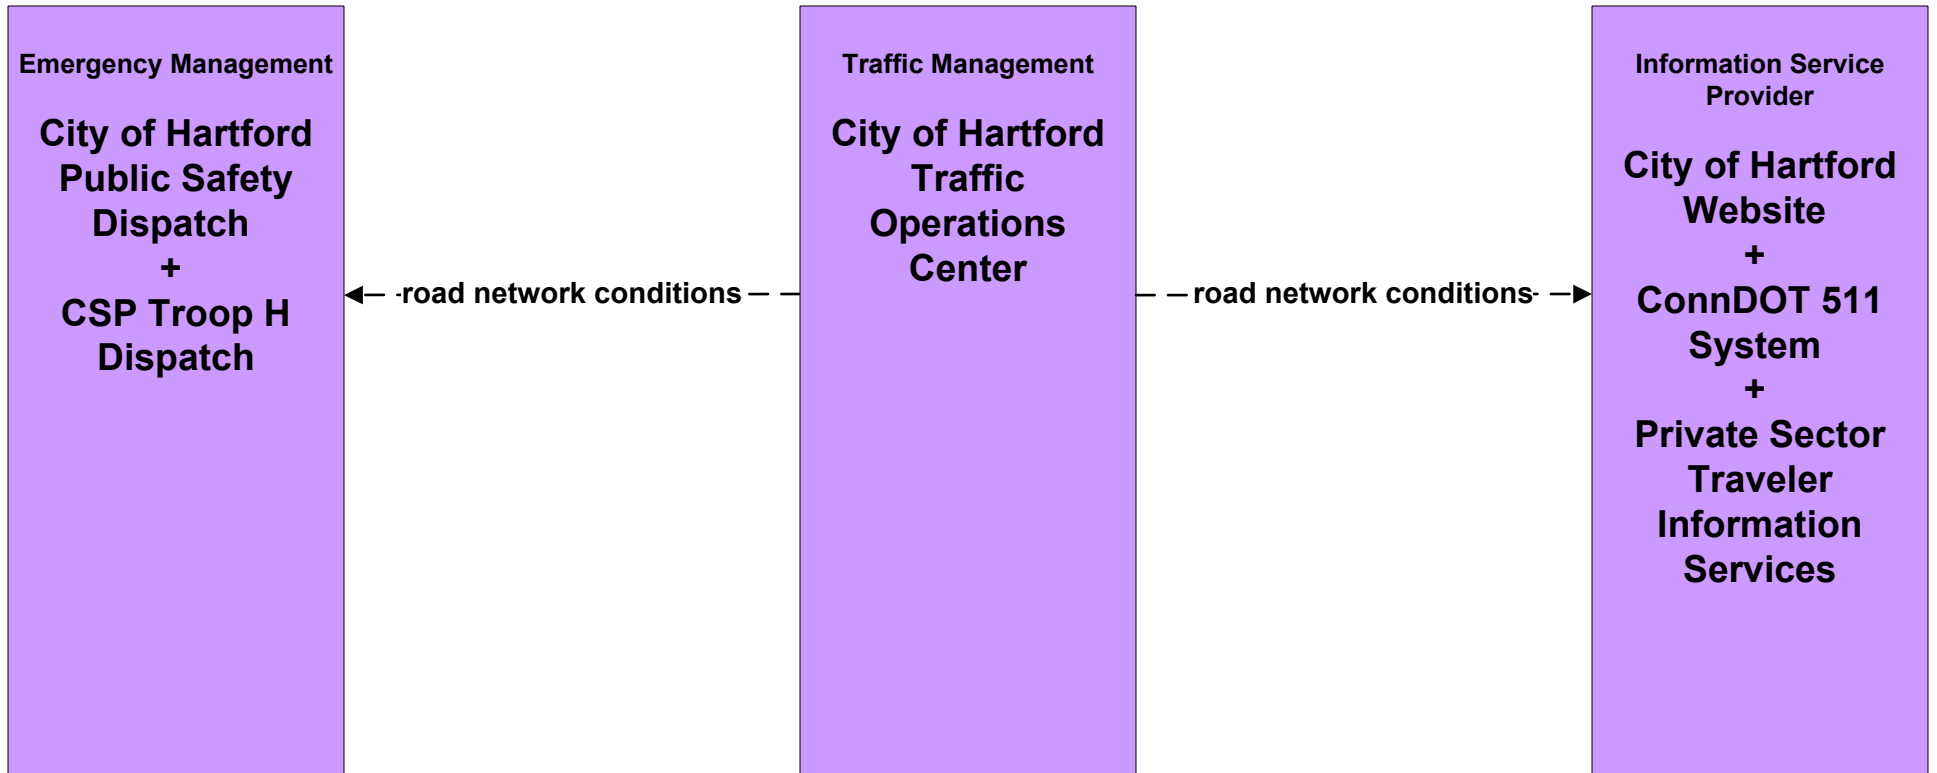 Emergency Management
City of Hartford
Public Safety
Dispatch
+
CSP Troop H
Dispatch
road network conditions
Traffic Management
City of Hartford
Traffic
Operations
Center
road network conditions
Information Service
Provider
City of Hartford
Website
+
ConnDOT 511
System
+
Private Sector
Traveler
Information
Services